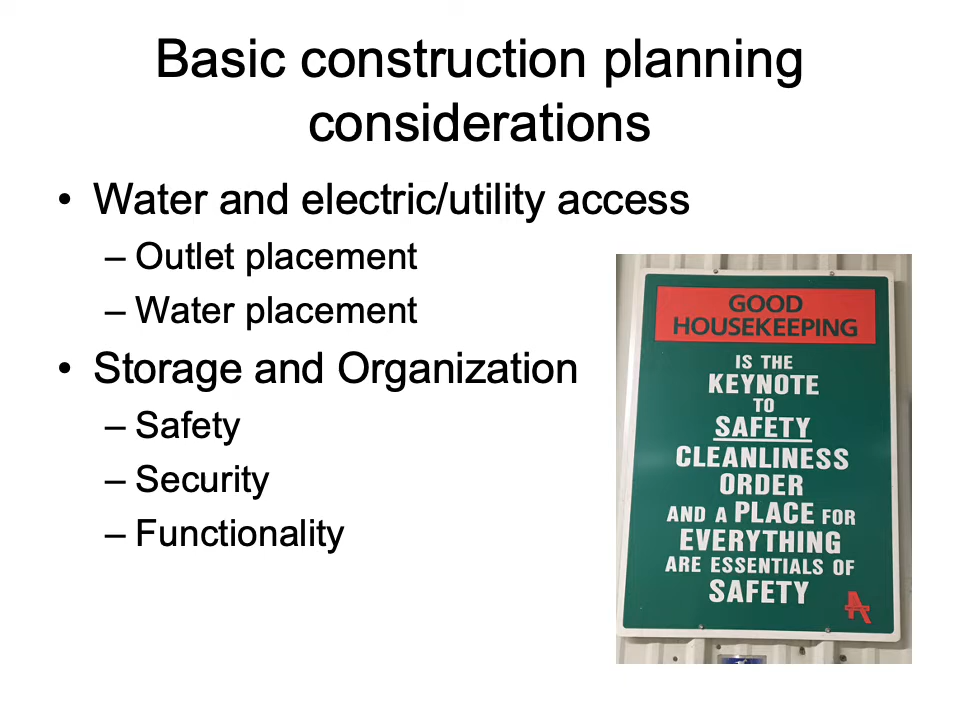 Basic construction planning
considerations
• Water and electric/utility access
– Outlet placement
– Water placement
• Storage and Organization
– Safety
– Security
– Functionality
GOOD
HOUSEKEEPING
IS THE
KEYNOTE
TO
SAFETY
CLEANLINESS
ORDER
AND A PLACE FOR
EVERYTHING
ARE ESSENTIALS OF
SAFETY